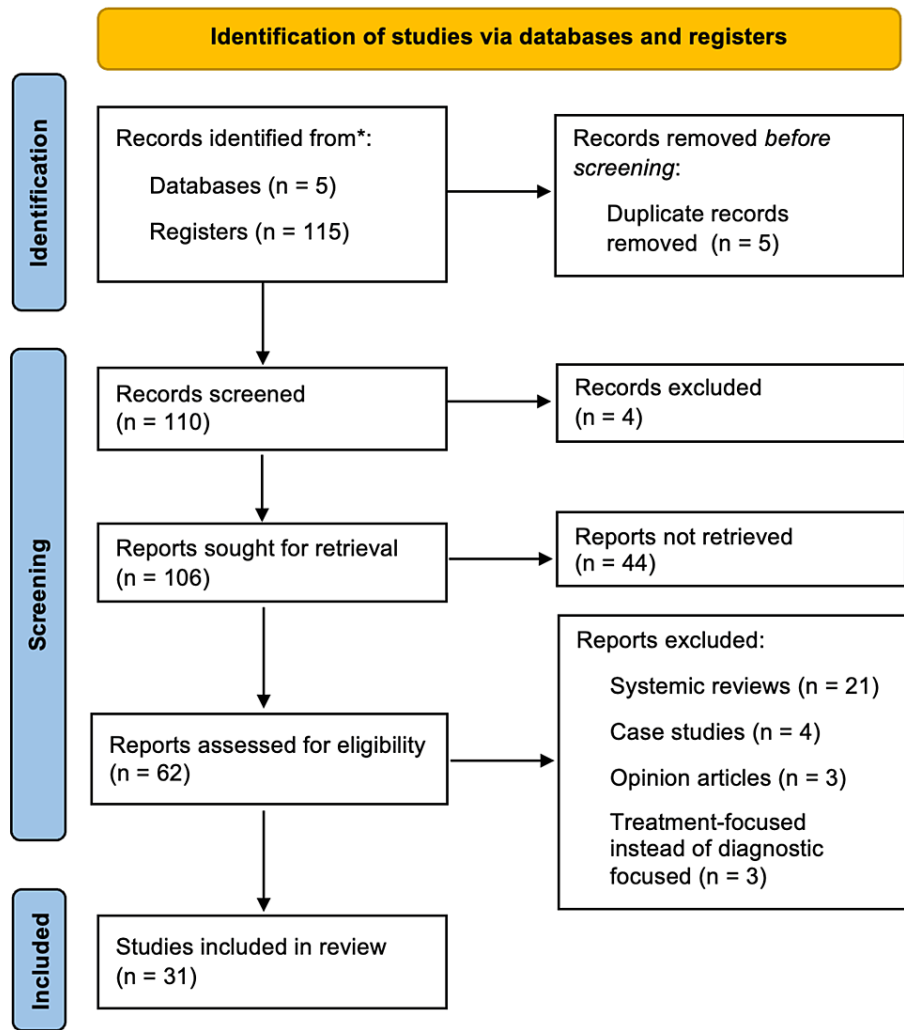 Identification of studies via databases and registers
Identification
Records identified from*:
Databases (n = 5)
Registers (n = 115)
Records removed before
screening:
Duplicate records
removed (n = 5)
Screening
Records screened
(n = 110)
Records excluded
(n = 4)
Reports sought for retrieval
(n = 106)
Reports not retrieved
(n = 44)
Reports assessed for eligibility
(n = 62)
Reports excluded:
Systemic reviews (n = 21)
Case studies (n = 4)
Opinion articles (n = 3)
Treatment-focused
instead of diagnostic
focused (n = 3)
Included
Studies included in review
(n = 31)